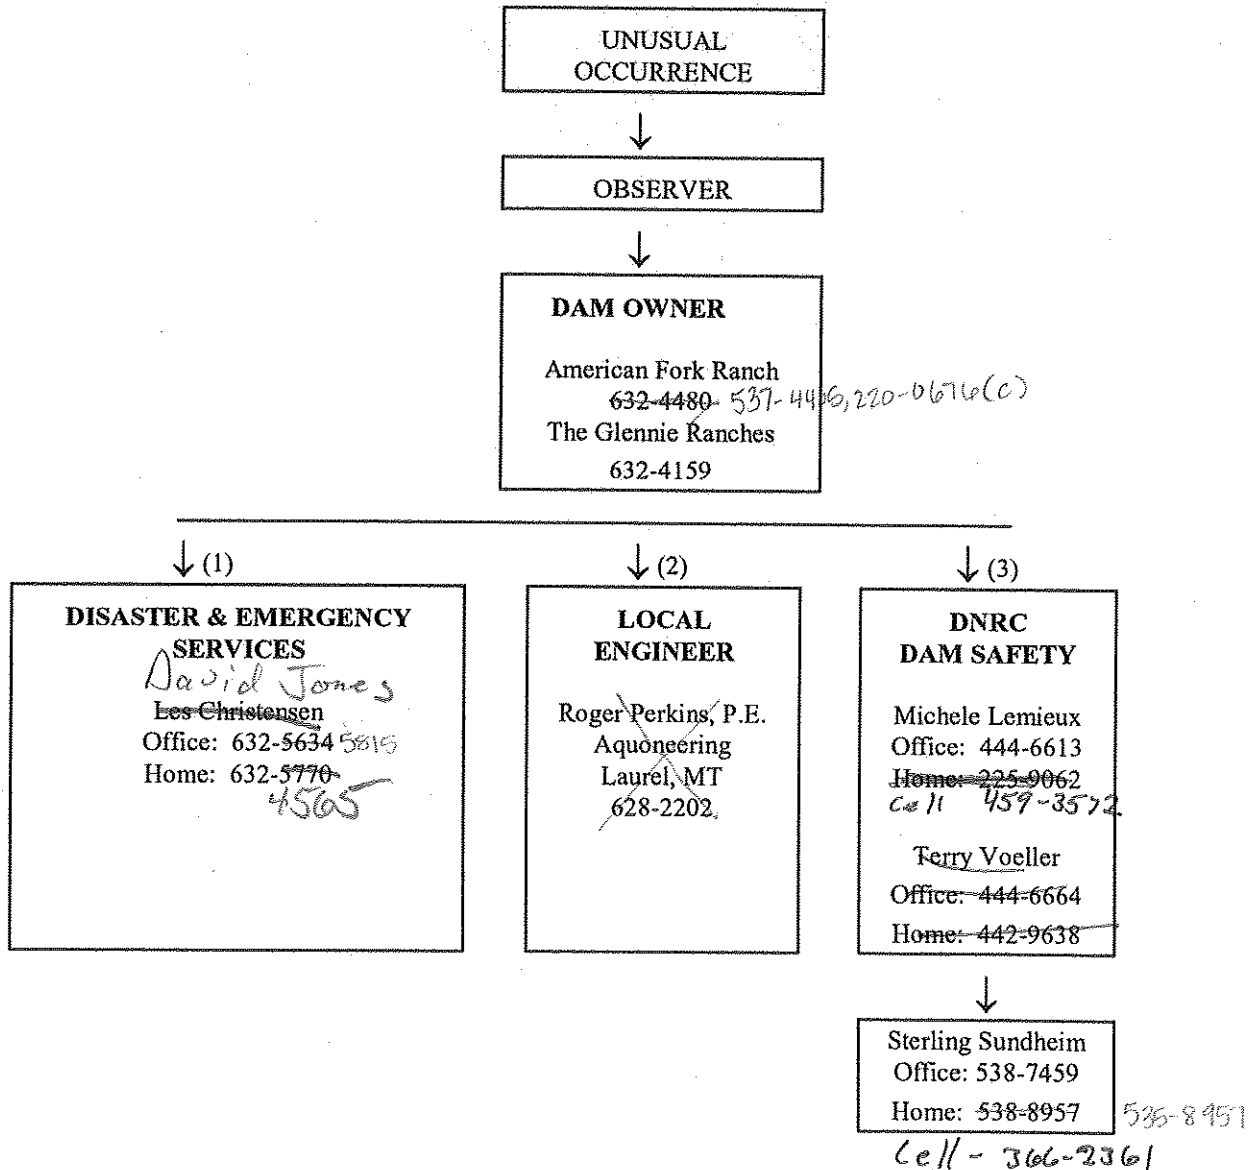 UNUSUAL
OCCURRENCE
OBSERVER
DAM OWNER
American Fork Ranch
632-4480 220-0676(c)
The Glennie Ranches
632-4159
(1)
(2)
(3)
DISASTER & EMERGENCY
SERVICES
David Jones
Les Christensen
Office: 632-5634 5815
Home: 632-5770
4565
LOCAL
ENGINEER
Roger Perkins, P.E.
Aquoneering
Laurel, MT
628-2202
DNRC
DAM SAFETY
Michele Lemieux
Office: 444-6613
Home: 225-9062
Cell 459-3572
Terry Voeller
Office: 444-6664
Home: 442-9638
Sterling Sundheim
Office: 538-7459
Home: 538-8957 535-8957
Cell - 366-2361